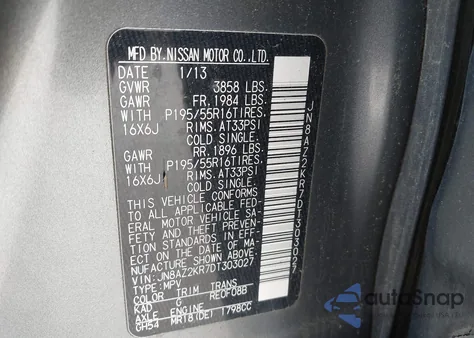 MFD BY NISSAN MOTOR CO.,LTD.
DATE 1/13
GVWR 3858 LBS.
GAWR FR. 1984 LBS.
WITH P195/55R16TIRES.
16X6J RIMS. AT33PSI
COLD SINGLE.
GAWR RR. 1896 LBS.
WITH P195/55R16TIRES.
16X6J RIMS. AT33PSI
COLD SINGLE.
THIS VEHICLE CONFORMS
TO ALL APPLICABLE FED-
ERAL MOTOR VEHICLE SA-
FETY AND THEFT PREVENTION
STANDARDS IN EFF-
ECT ON THE DATE OF MA-
NUFACTURE SHOWN ABOVE.
VIN:JN8AZ2KR7DT303027
TYPE:MPV
COLOR TRIM TRANS
KAD G RE0F08B
AXLE ENGINE
GH54 MR18(DE) 1798CC
JN8AZ2KR7DT303027
AutoSnap